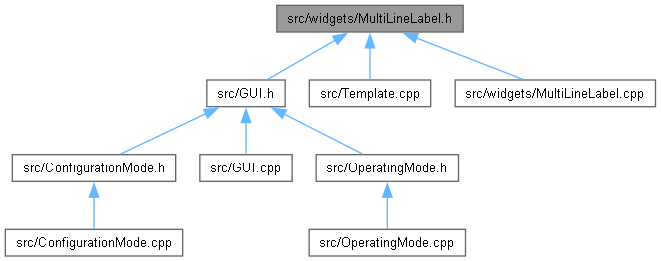 src/widgets/MultiLineLabel.h
src/GUI.h
src/Template.cpp
src/widgets/MultiLineLabel.cpp
src/ConfigurationMode.h
src/GUI.cpp
src/OperatingMode.h
src/ConfigurationMode.cpp
src/OperatingMode.cpp